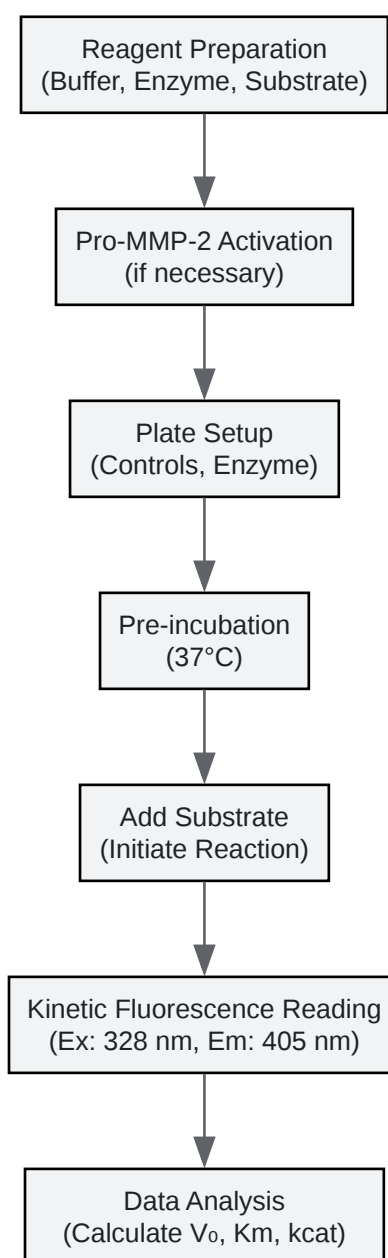 Reagent Preparation
(Buffer, Enzyme, Substrate)
Pro-MMP-2 Activation
(if necessary)
Plate Setup
(Controls, Enzyme)
Pre-incubation
(37°C)
Add Substrate
(Initiate Reaction)
Kinetic Fluorescence Reading
(Ex: 328 nm, Em: 405 nm)
Data Analysis
(Calculate V₀, Km, kcat)